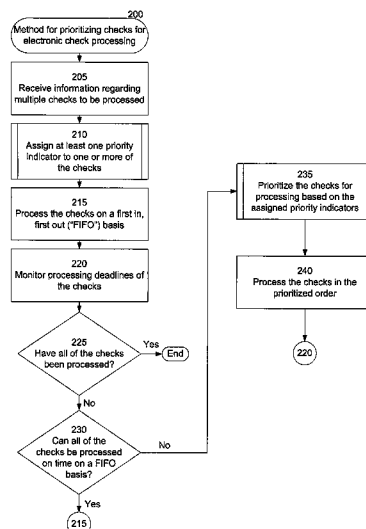 200
Method for prioritizing checks for
electronic check processing
205
Receive information regarding
multiple checks to be processed
210
Assign at least one priority
indicator to one or more of
the checks
215
Process the checks on a first in,
first out ("FIFO") basis
220
Monitor processing deadlines of
the checks
225
Have all of the checks
been processed?
Yes
End
No
230
Can all of the
checks be processed
on time on a FIFO
basis?
No
Yes
215
235
Prioritize the checks for
processing based on the
assigned priority indicators
240
Process the checks in the
prioritized order
220